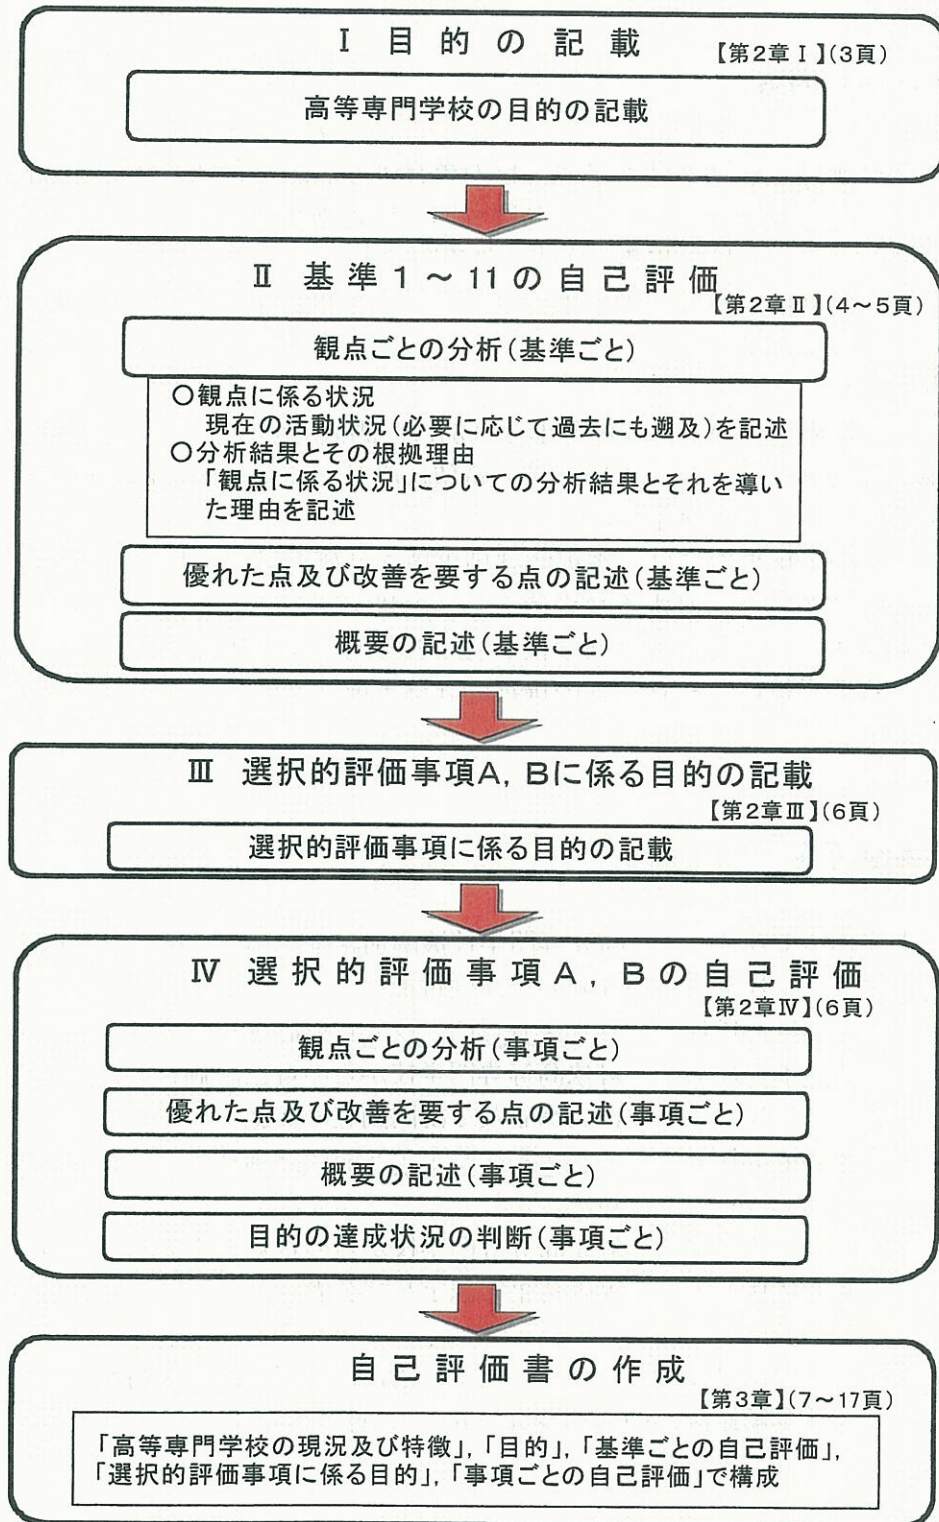 Ⅰ 目的の記載
【第2章Ⅰ】(3頁)
高等専門学校の目的の記載
Ⅱ 基準1～11の自己評価
【第2章Ⅱ】(4～5頁)
観点ごとの分析(基準ごと)
○観点に係る状況
現在の活動状況(必要に応じて過去にも遡及)を記述
○分析結果とその根拠理由
「観点に係る状況」についての分析結果とそれを導い
た理由を記述
優れた点及び改善を要する点の記述(基準ごと)
概要の記述(基準ごと)
Ⅲ 選択的評価事項A, Bに係る目的の記載
【第2章Ⅲ】(6頁)
選択的評価事項に係る目的の記載
Ⅳ 選択的評価事項A, Bの自己評価
【第2章Ⅳ】(6頁)
観点ごとの分析(事項ごと)
優れた点及び改善を要する点の記述(事項ごと)
概要の記述(事項ごと)
目的の達成状況の判断(事項ごと)
自己評価書の作成
【第3章】(7～17頁)
「高等専門学校の現況及び特徴」, 「目的」, 「基準ごとの自己評価」,
「選択的評価事項に係る目的」, 「事項ごとの自己評価」で構成